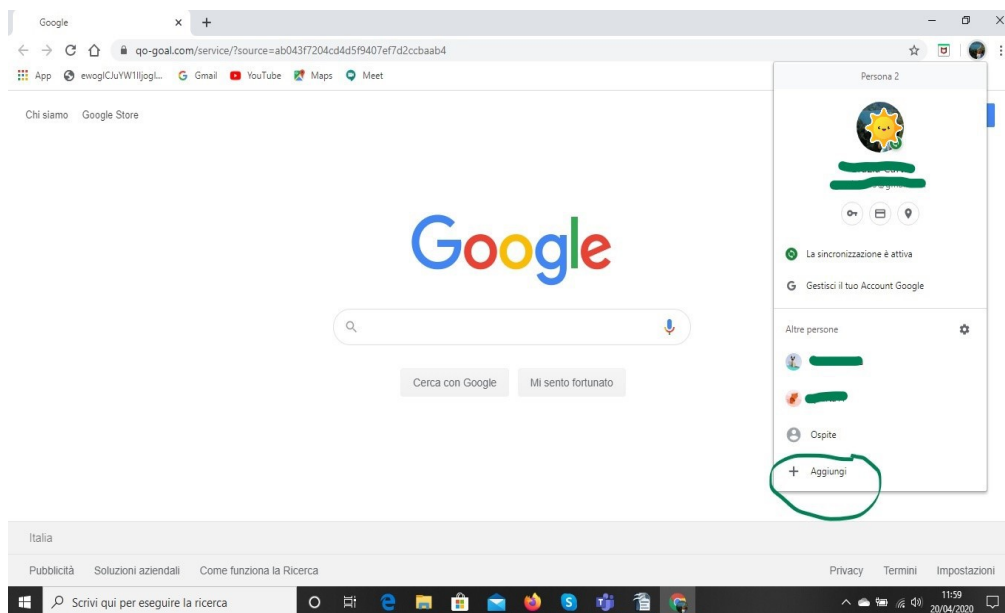 Google
qo-goal.com/service/?source=ab043f7204cd4d5f9407ef7d2ccbaab4
App ewoglCJuYW1lIjogI... Gmail YouTube Maps Meet
Persona 2
Chi siamo Google Store
La sincronizzazione è attiva
Gestisci il tuo Account Google
Google
Altre persone
Cerca con Google Mi sento fortunato
Ospite
Aggiungi
Italia
Pubblicità Soluzioni aziendali Come funziona la Ricerca Privacy Termini Impostazioni
Scrivi qui per eseguire la ricerca
11:59
20/04/2020